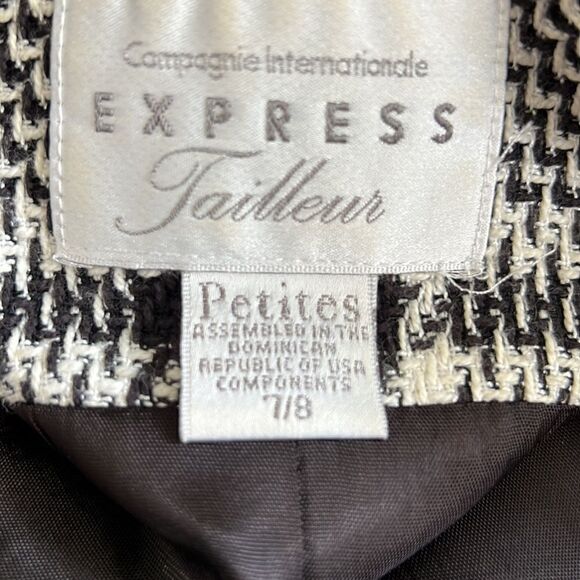 Compagnie Internationale
EXPRESS
Tailleur
Petites
ASSEMBLED IN THE
DOMINICAN
REPUBLIC OF USA
COMPONENTS
7/8